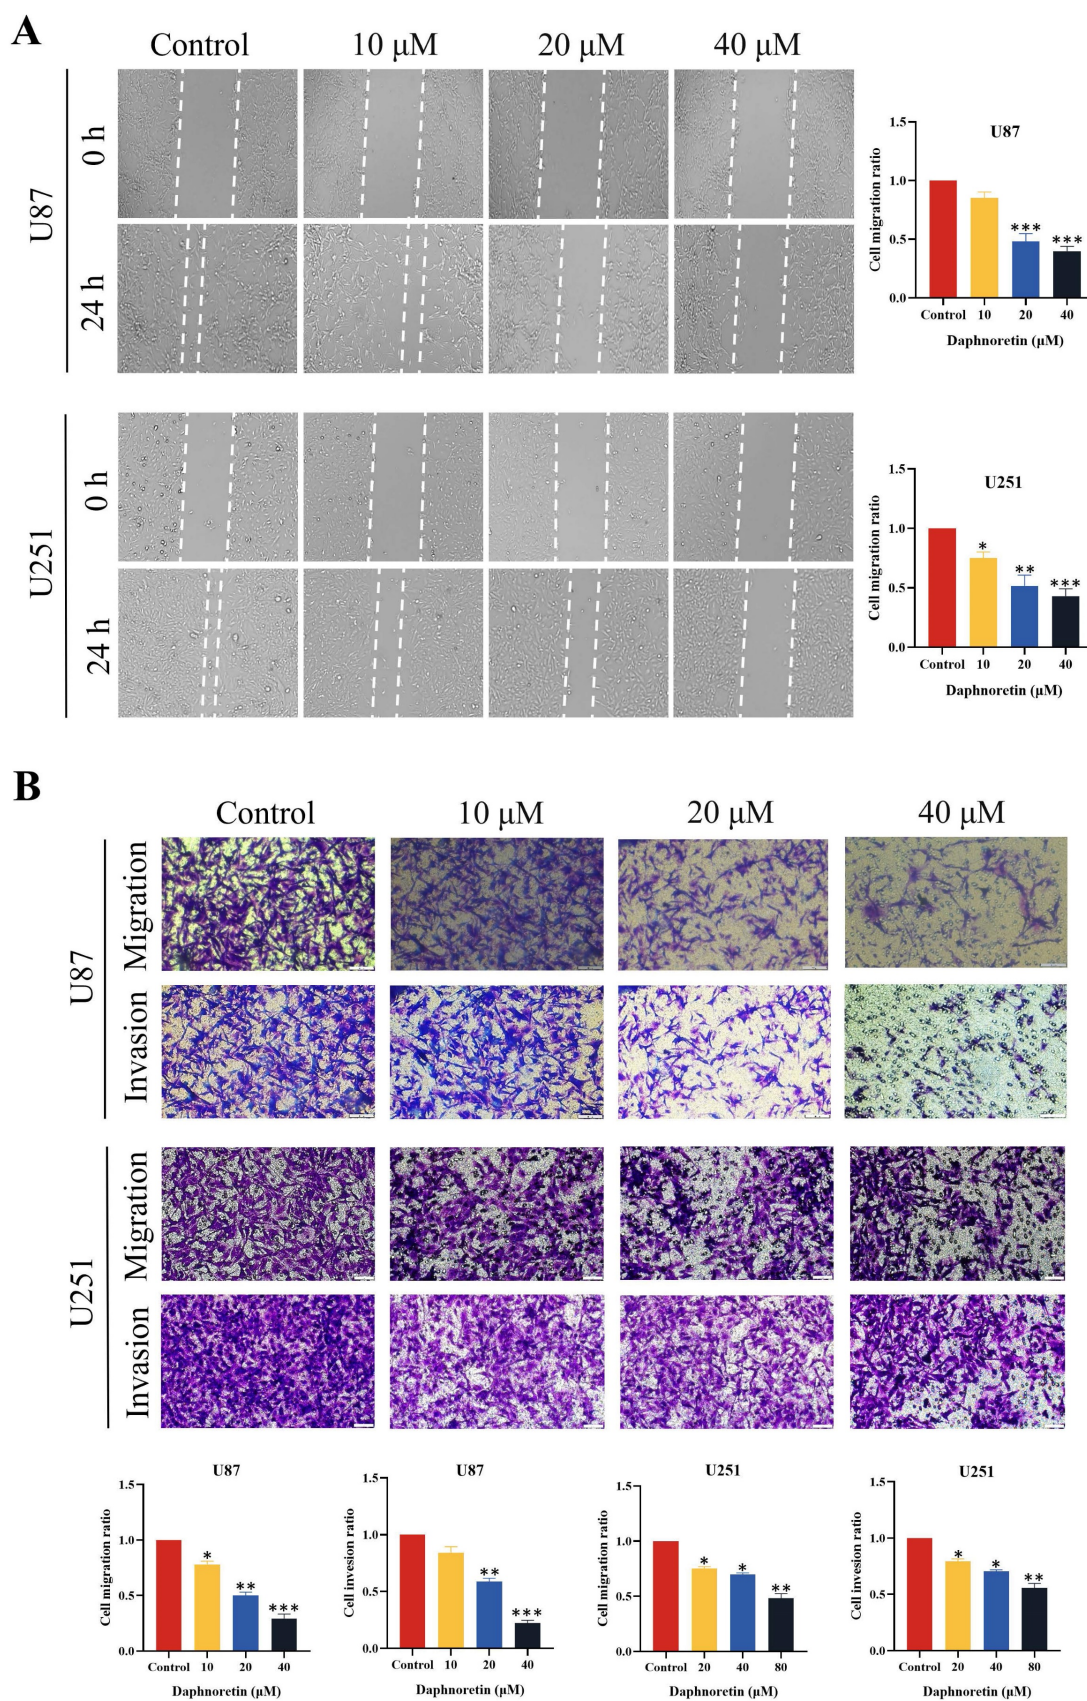 A
Control 10 μM 20 μM 40 μM
U87
0 h
24 h
1.5
1.0
0.5
0.0
Cell migration ratio
U87
***
***
Control 10 20 40
Daphnoretin (μM)
U251
0 h
24 h
1.5
1.0
0.5
0.0
Cell migration ratio
U251
*
**
***
Control 10 20 40
Daphnoretin (μM)
B
Control 10 μM 20 μM 40 μM
U87
Migration
Invasion
U251
Migration
Invasion
U87
1.5
1.0
0.5
0.0
Cell migration ratio
*
**
***
Control 10 20 40
Daphnoretin (μM)
U87
1.5
1.0
0.5
0.0
Cell invesion ratio
**
***
Control 10 20 40
Daphnoretin (μM)
U251
1.5
1.0
0.5
0.0
Cell migration ratio
*
*
**
Control 20 40 80
Daphnoretin (μM)
U251
1.5
1.0
0.5
0.0
Cell invesion ratio
*
*
**
Control 20 40 80
Daphnoretin (μM)